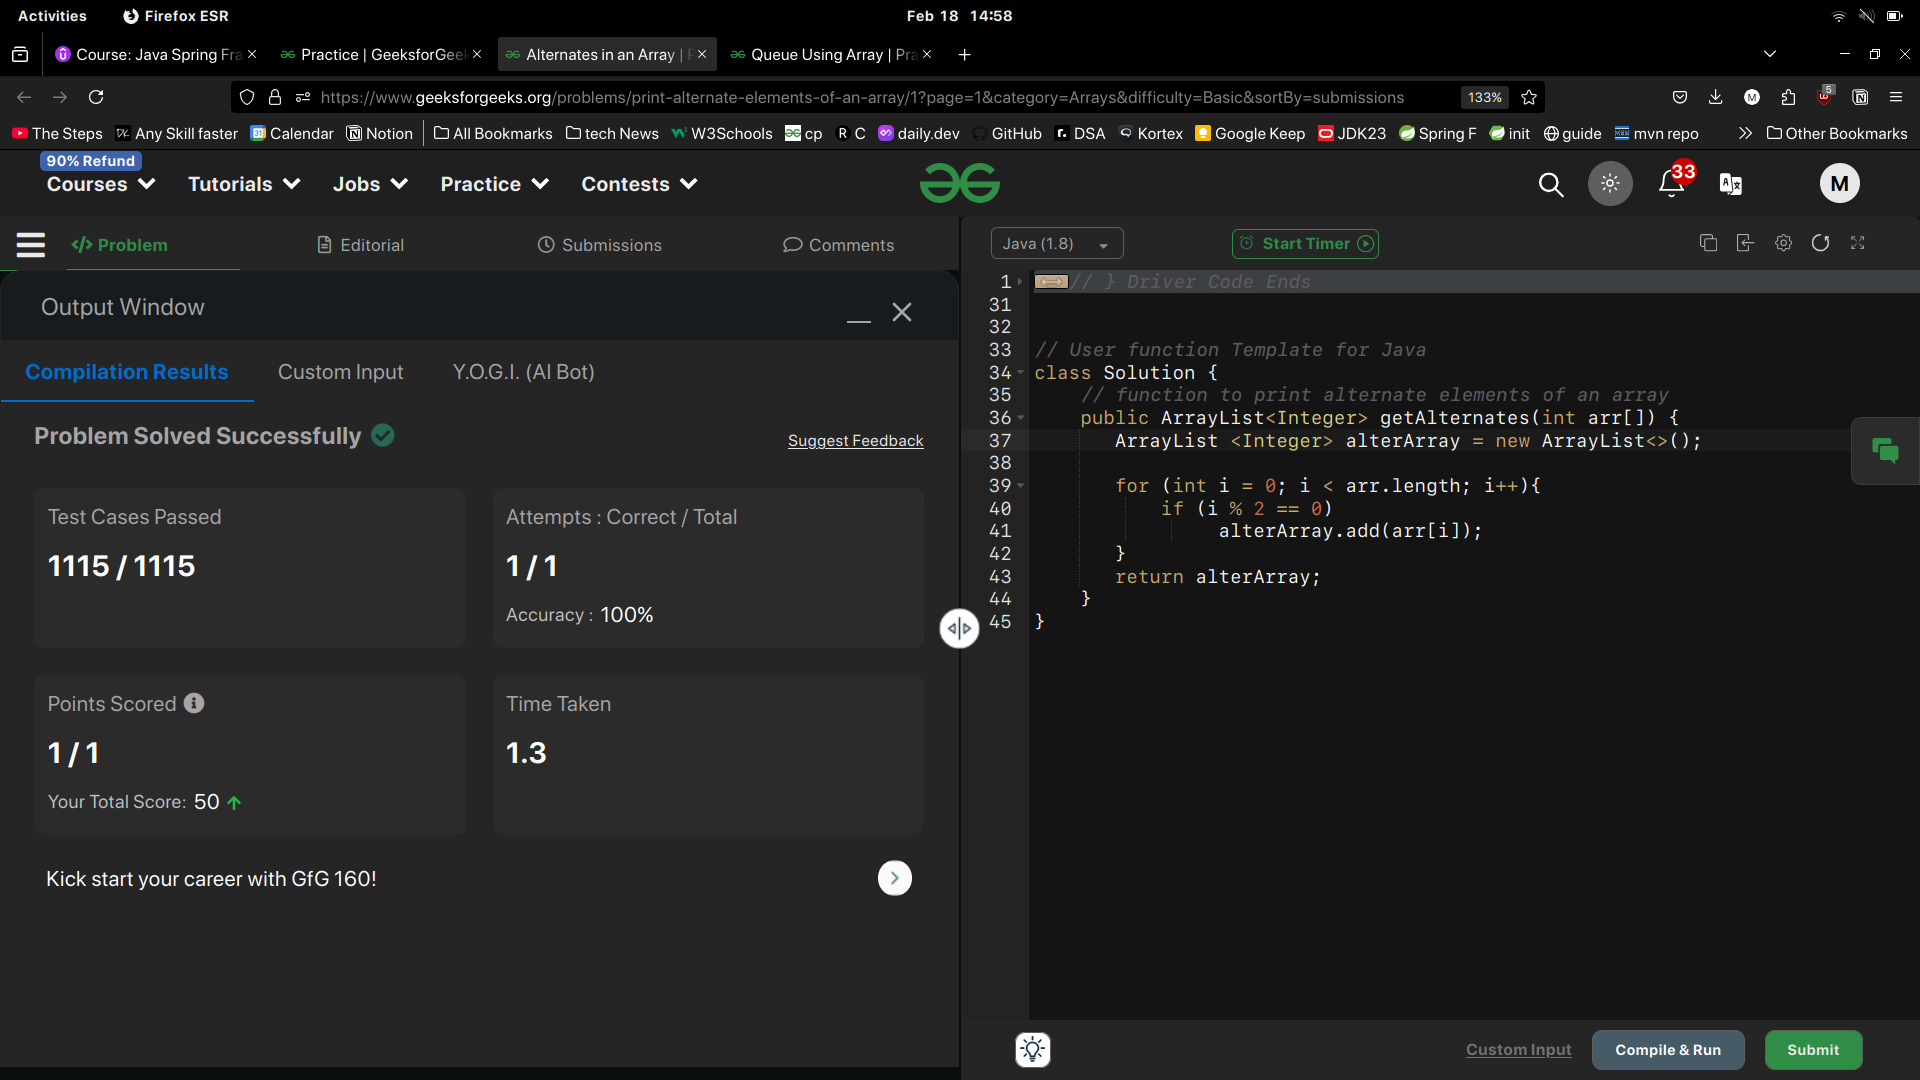 Activities Firefox ESR Feb 18 14:58
Course: Java Spring Fra Practice | GeeksforGeek Alternates in an Array | P Queue Using Array | Pra
https://www.geeksforgeeks.org/problems/print-alternate-elements-of-an-array/1?page=1&category=Arrays&difficulty=Basic&sortBy=submissions 133% M 5
The Steps Any Skill faster Calendar Notion All Bookmarks tech News W3Schools cp R C daily.dev GitHub r. DSA Kortex Google Keep JDK23 Spring F init guide mvn repo Other Bookmarks
90% Refund
Courses Tutorials Jobs Practice Contests 33 M
</> Problem Editorial Submissions Comments Java (1.8) Start Timer
Output Window
Compilation Results Custom Input Y.O.G.I. (AI Bot)
Problem Solved Successfully Suggest Feedback
Test Cases Passed
1115 / 1115
Attempts : Correct / Total
1 / 1
Accuracy : 100%
Points Scored
1 / 1
Your Total Score: 50
Time Taken
1.3
Kick start your career with GfG 160!
1 // } Driver Code Ends
31
32
33 // User function Template for Java
34 class Solution {
35 // function to print alternate elements of an array
36 public ArrayList<Integer> getAlternates(int arr[]) {
37 ArrayList <Integer> alterArray = new ArrayList<>();
38
39 for (int i = 0; i < arr.length; i++){
40 if (i % 2 == 0)
41 alterArray.add(arr[i]);
42 }
43 return alterArray;
44 }
45 }
Custom Input Compile & Run Submit